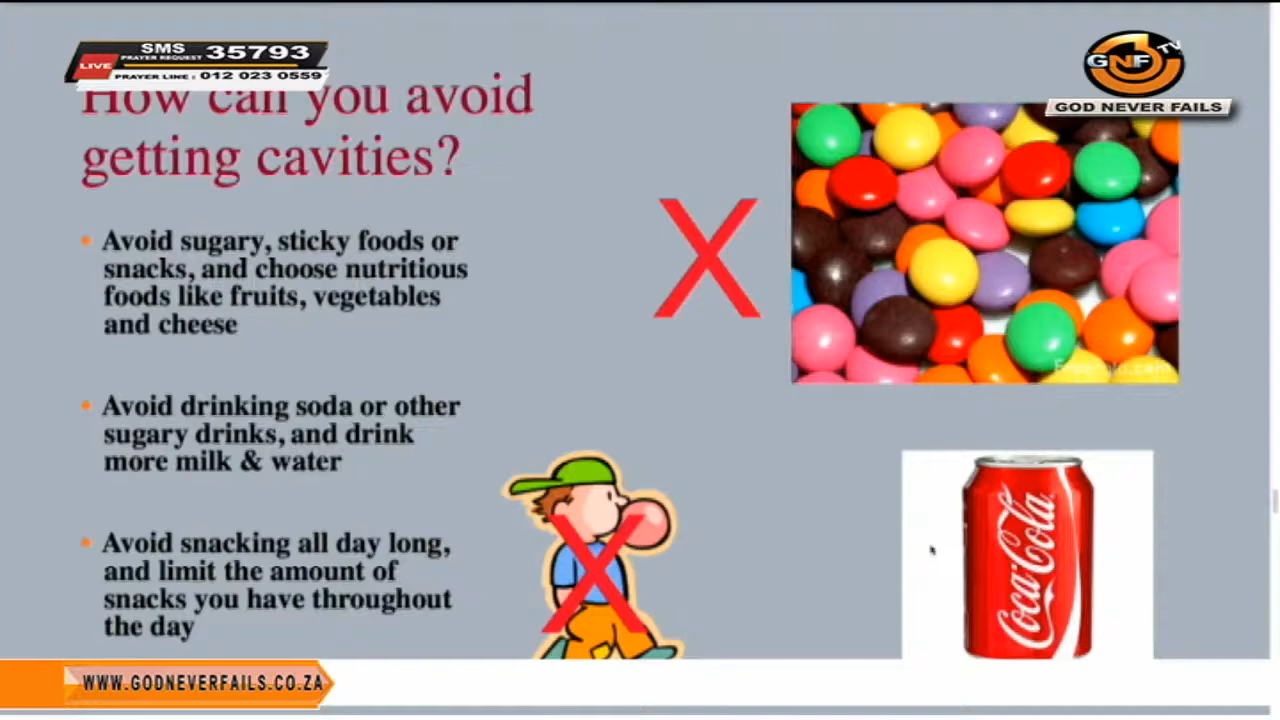 SMS
PRAYER REQUEST 35793
LIVE
PRAYER LINE : 012 023 0559
GNF TV
GOD NEVER FAILS
How can you avoid
getting cavities?
• Avoid sugary, sticky foods or
snacks, and choose nutritious
foods like fruits, vegetables
and cheese
• Avoid drinking soda or other
sugary drinks, and drink
more milk & water
• Avoid snacking all day long,
and limit the amount of
snacks you have throughout
the day
X
X
Coca-Cola
WWW.GODNEVERFAILS.CO.ZA